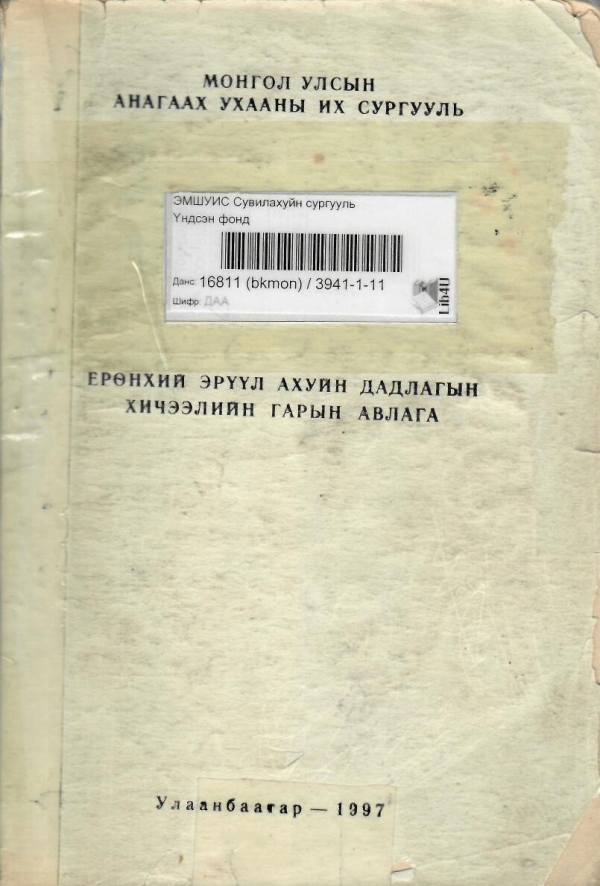 МОНГОЛ УЛСЫН
АНАГААХ УХААНЫ ИХ СУРГУУЛЬ
ЭМШУИС Сувилахуйн сургууль
Үндсэн фонд
Данс: 16811 (bkmon) / 3941-1-11
Шифр: ДАА
Lib4U
ЕРӨНХИЙ ЭРҮҮЛ АХУЙН ДАДЛАГЫН
ХИЧЭЭЛИЙН ГАРЫН АВЛАГА
Улаанбаатар — 1997